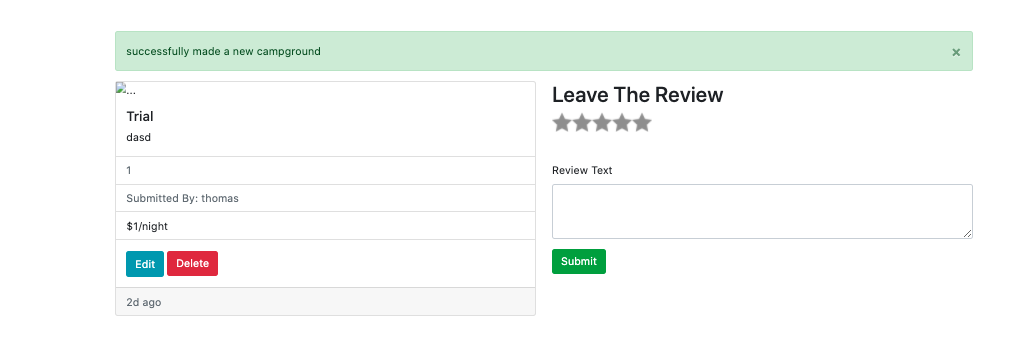 successfully made a new campground ×
...
Trial
dasd
1
Submitted By: thomas
$1/night
Edit Delete
2d ago
Leave The Review
Review Text
Submit